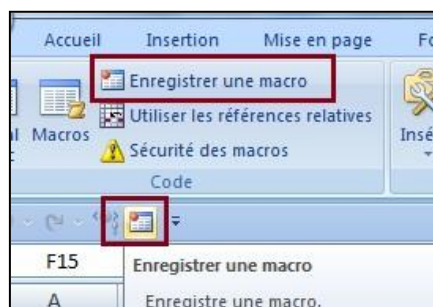 Accueil Insertion Mise en page
Enregistrer une macro
Macros Utiliser les références relatives
Sécurité des macros
Code
F15
Enregistrer une macro
A Enregistre une macro.